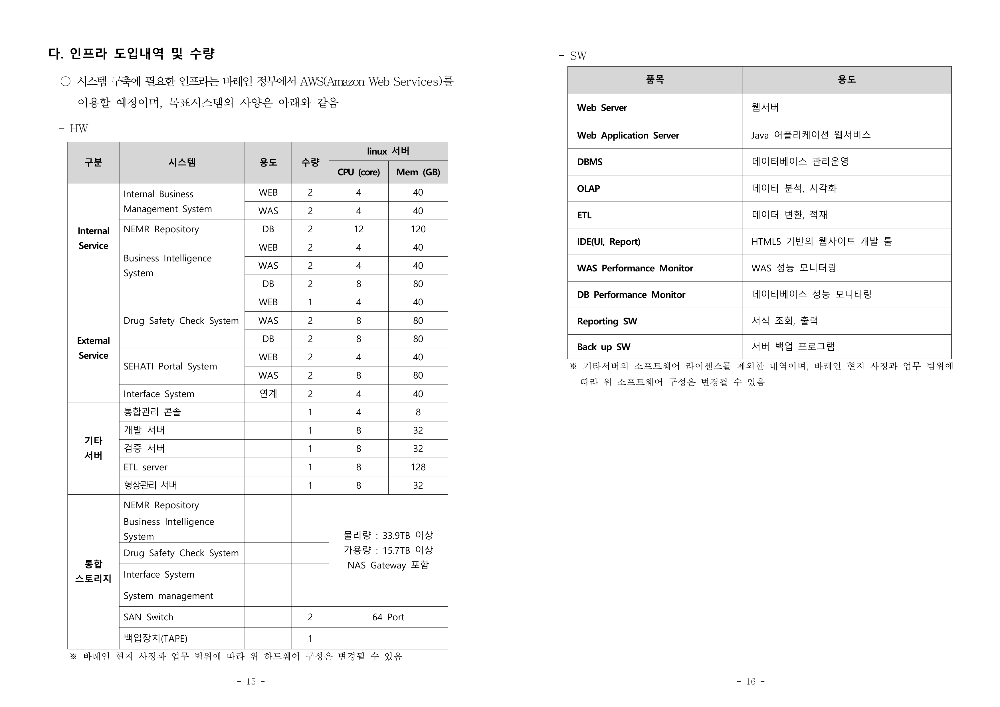 다. 인프라 도입내역 및 수량
○ 시스템 구축에 필요한 인프라는 바레인 정부에서 AWS(Amazon Web Services)를
이용할 예정이며, 목표시스템의 사양은 아래와 같음
- HW
구분 시스템 용도 수량 linux 서버
CPU (core) Mem (GB)
Internal Service
Internal Business Management System WEB 2 4 40
WAS 2 4 40
NEMR Repository DB 2 12 120
Business Intelligence System WEB 2 4 40
WAS 2 4 40
DB 2 8 80
External Service
Drug Safety Check System WEB 1 4 40
WAS 2 8 80
DB 2 8 80
SEHATI Portal System WEB 2 4 40
WAS 2 8 80
Interface System 연계 2 4 40
기타 서버
통합관리 콘솔 1 4 8
개발 서버 1 8 32
검증 서버 1 8 32
ETL server 1 8 128
형상관리 서버 1 8 32
통합 스토리지
NEMR Repository
Business Intelligence System
Drug Safety Check System
Interface System
System management
물리량 : 33.9TB 이상
가용량 : 15.7TB 이상
NAS Gateway 포함
SAN Switch 2 64 Port
백업장치(TAPE) 1
※ 바레인 현지 사정과 업무 범위에 따라 위 하드웨어 구성은 변경될 수 있음
- 15 -
- SW
품목 용도
Web Server 웹서버
Web Application Server Java 어플리케이션 웹서비스
DBMS 데이터베이스 관리운영
OLAP 데이터 분석, 시각화
ETL 데이터 변환, 적재
IDE(UI, Report) HTML5 기반의 웹사이트 개발 툴
WAS Performance Monitor WAS 성능 모니터링
DB Performance Monitor 데이터베이스 성능 모니터링
Reporting SW 서식 조회, 출력
Back up SW 서버 백업 프로그램
※ 기타서버의 소프트웨어 라이센스를 제외한 내역이며, 바레인 현지 사정과 업무 범위에
따라 위 소프트웨어 구성은 변경될 수 있음
- 16 -